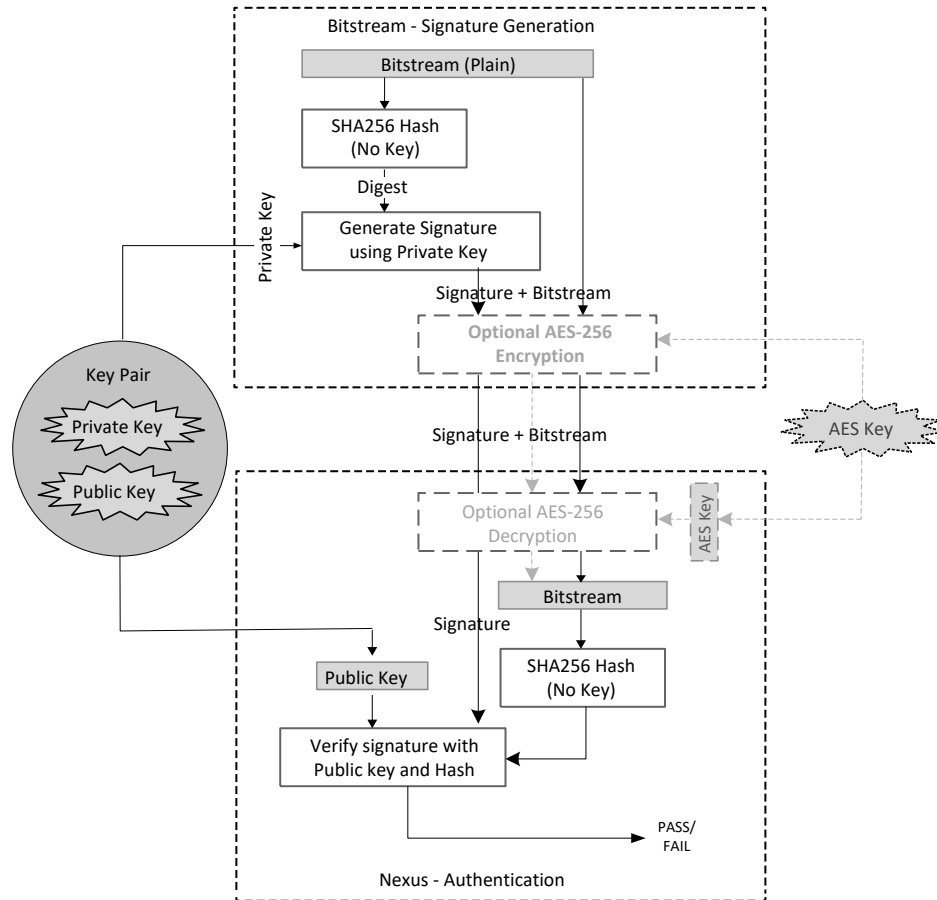 Bitstream - Signature Generation
Bitstream (Plain)
SHA256 Hash
(No Key)
Digest
Private Key
Generate Signature
using Private Key
Signature + Bitstream
Optional AES-256
Encryption
Key Pair
Private Key
Public Key
AES Key
Signature + Bitstream
Optional AES-256
Decryption
AES Key
Bitstream
Signature
SHA256 Hash
(No Key)
Public Key
Verify signature with
Public key and Hash
PASS/
FAIL
Nexus - Authentication